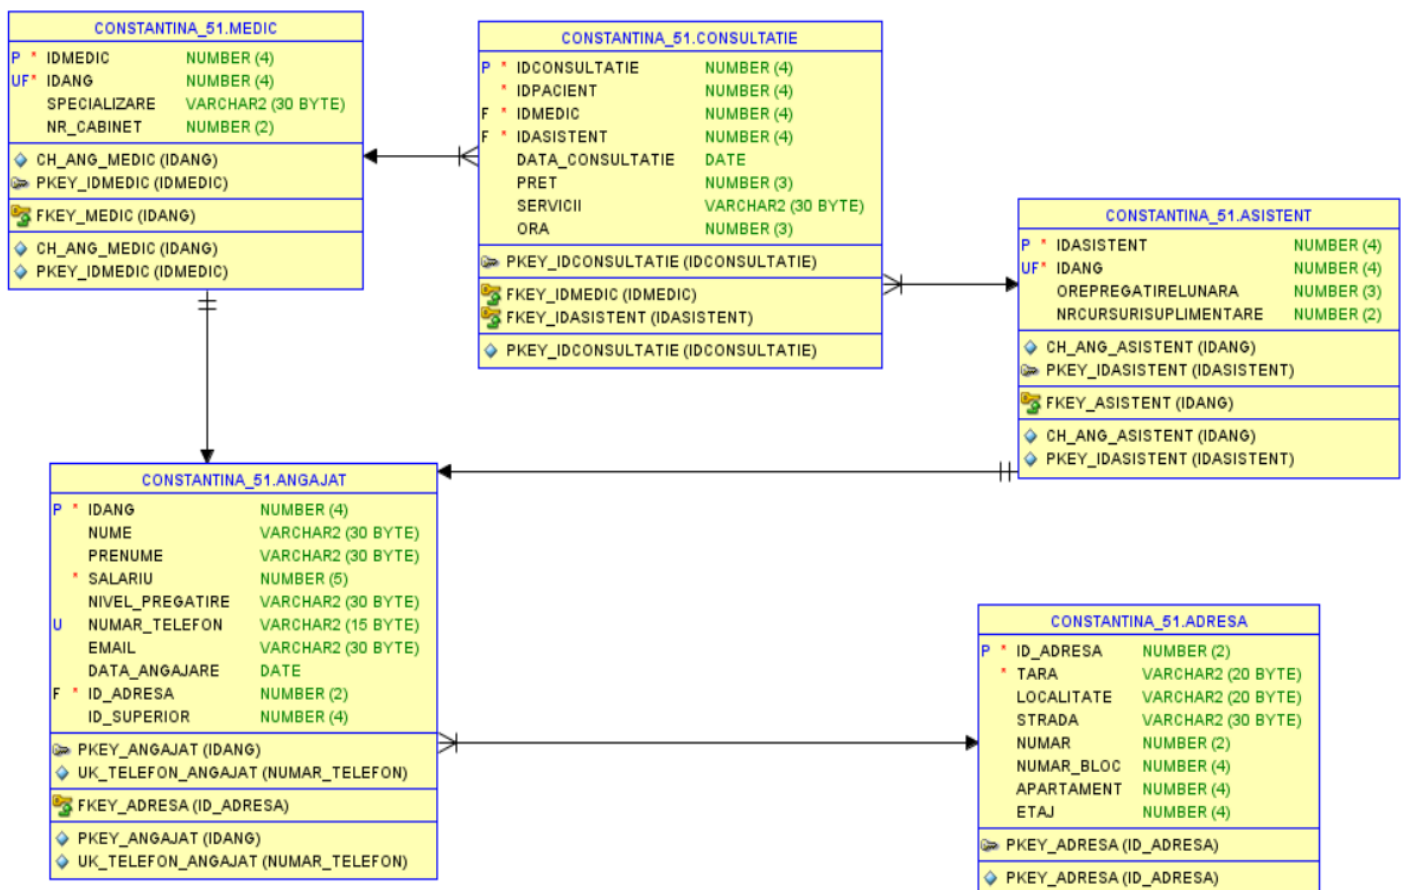 CONSTANTINA_51.MEDIC
P * IDMEDIC NUMBER (4)
UF* IDANG NUMBER (4)
SPECIALIZARE VARCHAR2 (30 BYTE)
NR_CABINET NUMBER (2)
CH_ANG_MEDIC (IDANG)
PKEY_IDMEDIC (IDMEDIC)
FKEY_MEDIC (IDANG)
CH_ANG_MEDIC (IDANG)
PKEY_IDMEDIC (IDMEDIC)
CONSTANTINA_51.CONSULTATIE
P * IDCONSULTATIE NUMBER (4)
* IDPACIENT NUMBER (4)
F * IDMEDIC NUMBER (4)
F * IDASISTENT NUMBER (4)
DATA_CONSULTATIE DATE
PRET NUMBER (3)
SERVICII VARCHAR2 (30 BYTE)
ORA NUMBER (3)
PKEY_IDCONSULTATIE (IDCONSULTATIE)
FKEY_IDMEDIC (IDMEDIC)
FKEY_IDASISTENT (IDASISTENT)
PKEY_IDCONSULTATIE (IDCONSULTATIE)
CONSTANTINA_51.ASISTENT
P * IDASISTENT NUMBER (4)
UF* IDANG NUMBER (4)
OREPREGATIRELUNARA NUMBER (3)
NRCURSURISUPLIMENTARE NUMBER (2)
CH_ANG_ASISTENT (IDANG)
PKEY_IDASISTENT (IDASISTENT)
FKEY_ASISTENT (IDANG)
CH_ANG_ASISTENT (IDANG)
PKEY_IDASISTENT (IDASISTENT)
CONSTANTINA_51.ANGAJAT
P * IDANG NUMBER (4)
NUME VARCHAR2 (30 BYTE)
PRENUME VARCHAR2 (30 BYTE)
* SALARIU NUMBER (5)
NIVEL_PREGATIRE VARCHAR2 (30 BYTE)
U NUMAR_TELEFON VARCHAR2 (15 BYTE)
EMAIL VARCHAR2 (30 BYTE)
DATA_ANGAJARE DATE
F * ID_ADRESA NUMBER (2)
ID_SUPERIOR NUMBER (4)
PKEY_ANGAJAT (IDANG)
UK_TELEFON_ANGAJAT (NUMAR_TELEFON)
FKEY_ADRESA (ID_ADRESA)
PKEY_ANGAJAT (IDANG)
UK_TELEFON_ANGAJAT (NUMAR_TELEFON)
CONSTANTINA_51.ADRESA
P * ID_ADRESA NUMBER (2)
* TARA VARCHAR2 (20 BYTE)
LOCALITATE VARCHAR2 (20 BYTE)
STRADA VARCHAR2 (30 BYTE)
NUMAR NUMBER (2)
NUMAR_BLOC NUMBER (4)
APARTAMENT NUMBER (4)
ETAJ NUMBER (4)
PKEY_ADRESA (ID_ADRESA)
PKEY_ADRESA (ID_ADRESA)